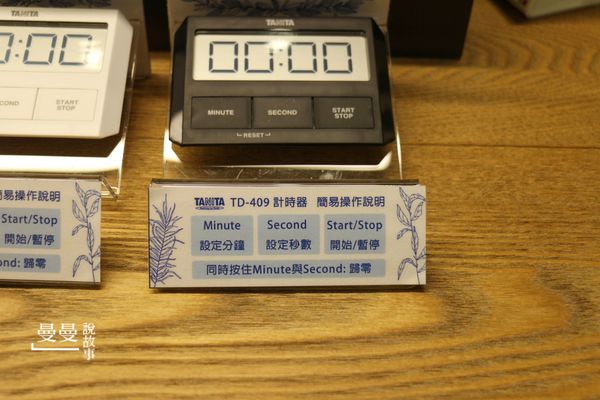 TANITA
00:00
COND
START
STOP
TANITA
00:00
MINUTE
SECOND
START
STOP
RESET
簡易操作說明
Start/Stop
開始/暫停
ond: 歸零
TANITA TD-409 計時器 簡易操作說明
Minute
設定分鐘
Second
設定秒數
Start/Stop
開始/暫停
同時按住Minute與Second: 歸零
曼曼
說故事